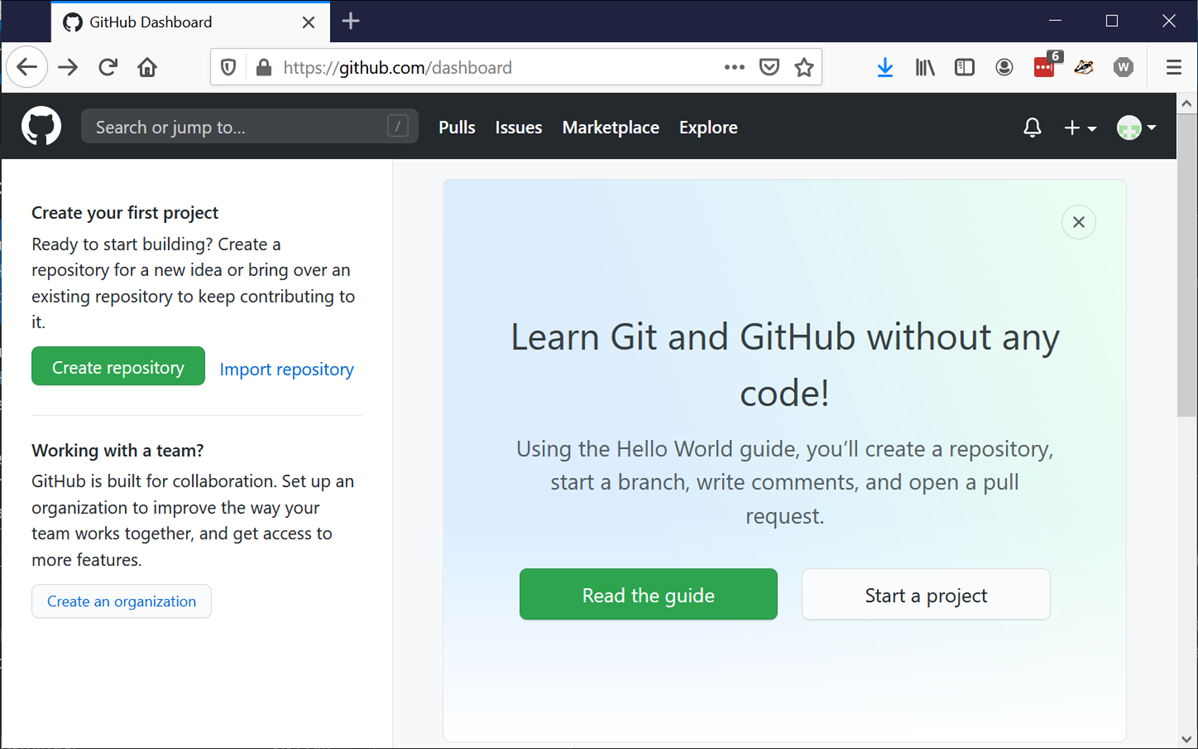 GitHub Dashboard
https://github.com/dashboard
6
W
Search or jump to... /
Pulls Issues Marketplace Explore
Create your first project
Ready to start building? Create a
repository for a new idea or bring over an
existing repository to keep contributing to
it.
Create repository Import repository
Working with a team?
GitHub is built for collaboration. Set up an
organization to improve the way your
team works together, and get access to
more features.
Create an organization
Learn Git and GitHub without any
code!
Using the Hello World guide, you’ll create a repository,
start a branch, write comments, and open a pull
request.
Read the guide Start a project